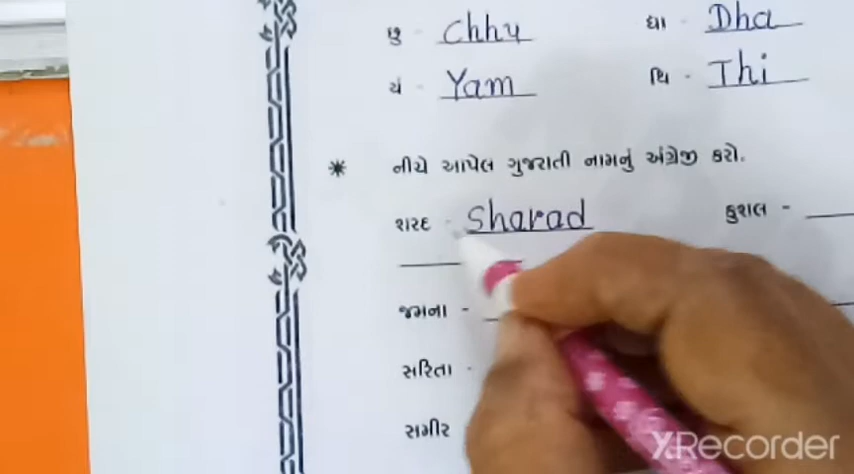 છુ - Chhu ધા - Dha
યં - Yam થિ - Thi
* નીચે આપેલ ગુજરાતી નામનું અંગ્રેજી કરો.
શરદ - Sharad કુશલ -
જમના -
સરિતા -
સમીર
XRecorder